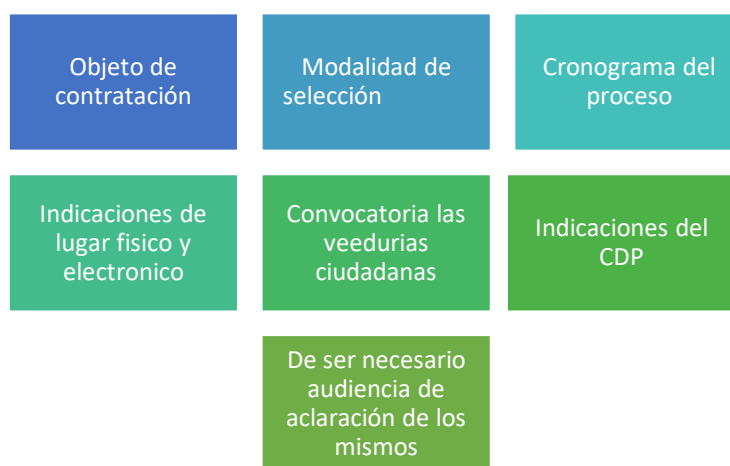 Objeto de
contratación
Modalidad de
selección
Cronograma del
proceso
Indicaciones de
lugar fisico y
electronico
Convocatoria las
veedurias
ciudadanas
Indicaciones del
CDP
De ser necesario
audiencia de
aclaración de los
mismos